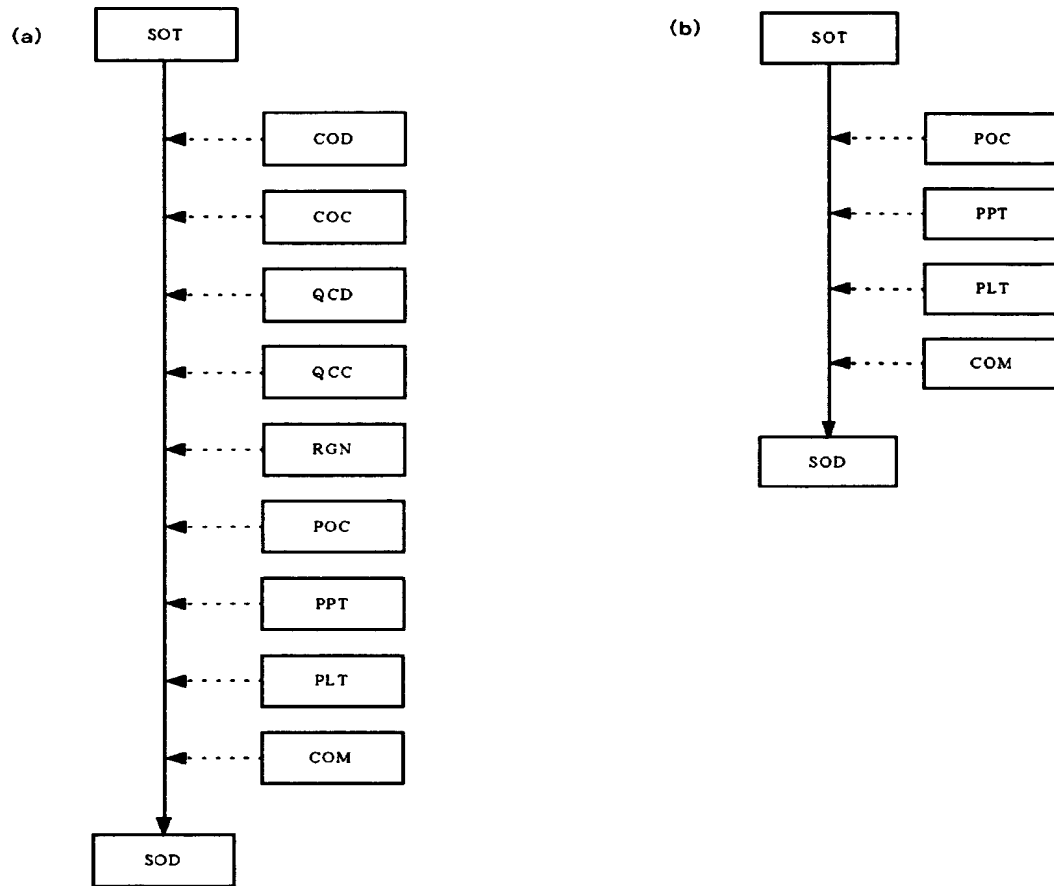 (a)
SOT
COD
COC
QCD
QCC
RGN
POC
PPT
PLT
COM
SOD
(b)
SOT
POC
PPT
PLT
COM
SOD